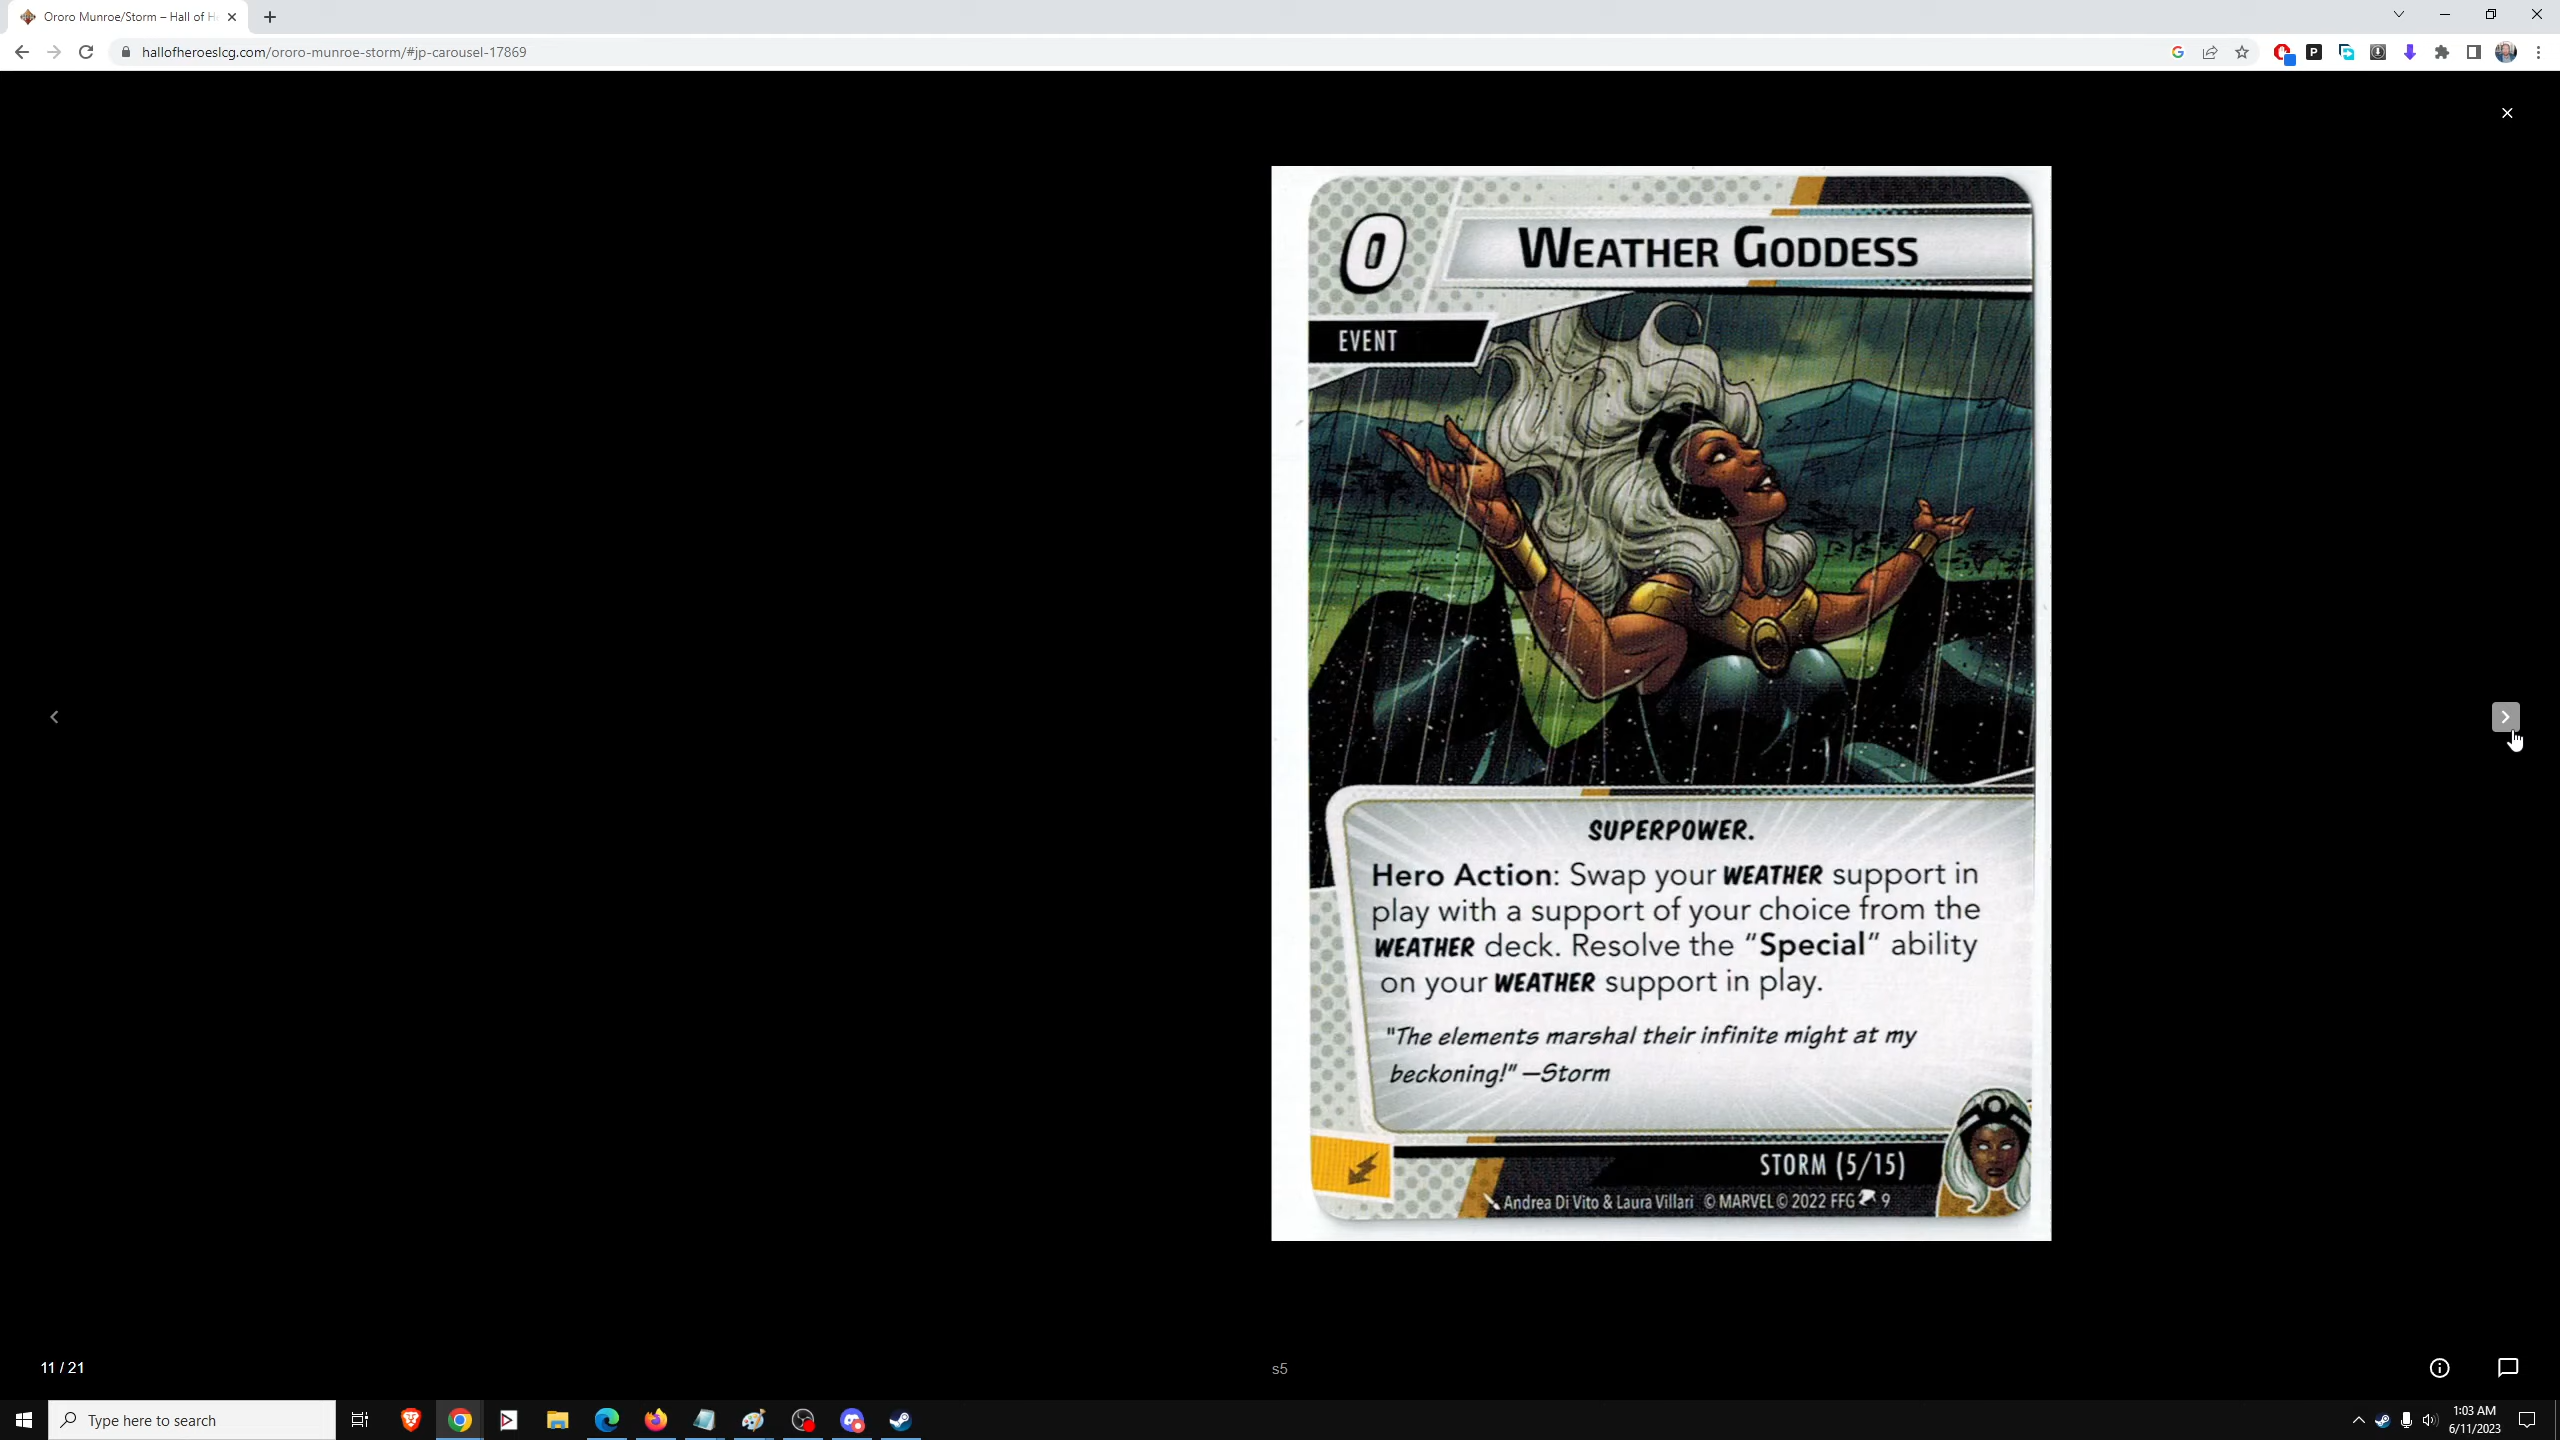 Ororo Munroe/Storm – Hall of H
hallofheroeslcg.com/ororo-munroe-storm/#jp-carousel-17869
0
WEATHER GODDESS
EVENT
SUPERPOWER.
Hero Action: Swap your WEATHER support in
play with a support of your choice from the
WEATHER deck. Resolve the "Special" ability
on your WEATHER support in play.
"The elements marshal their infinite might at my
beckoning!" —Storm
STORM (5/15)
Andrea Di Vito & Laura Villari © MARVEL © 2022 FFG 9
11 / 21
s5
Type here to search
1:03 AM
6/11/2023